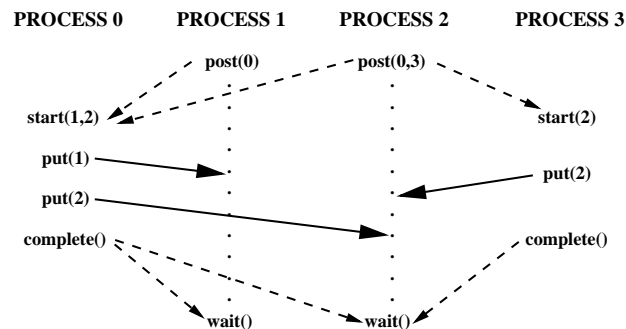 PROCESS 0 PROCESS 1 PROCESS 2 PROCESS 3
post(0) post(0,3)
start(1,2) start(2)
put(1)
put(2)
put(2)
complete() complete()
wait() wait()